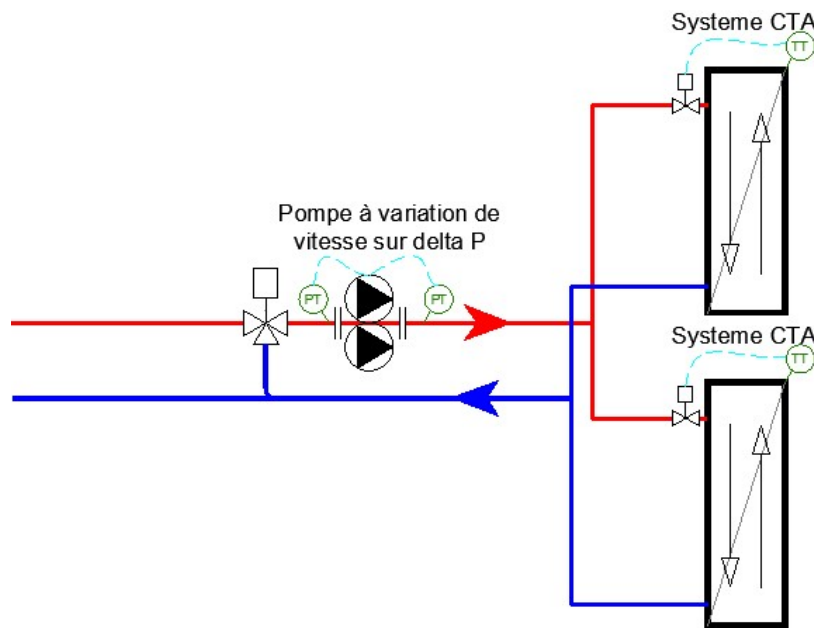 Systeme CTA
TT
Pompe à variation de
vitesse sur delta P
PT
PT
Systeme CTA
TT